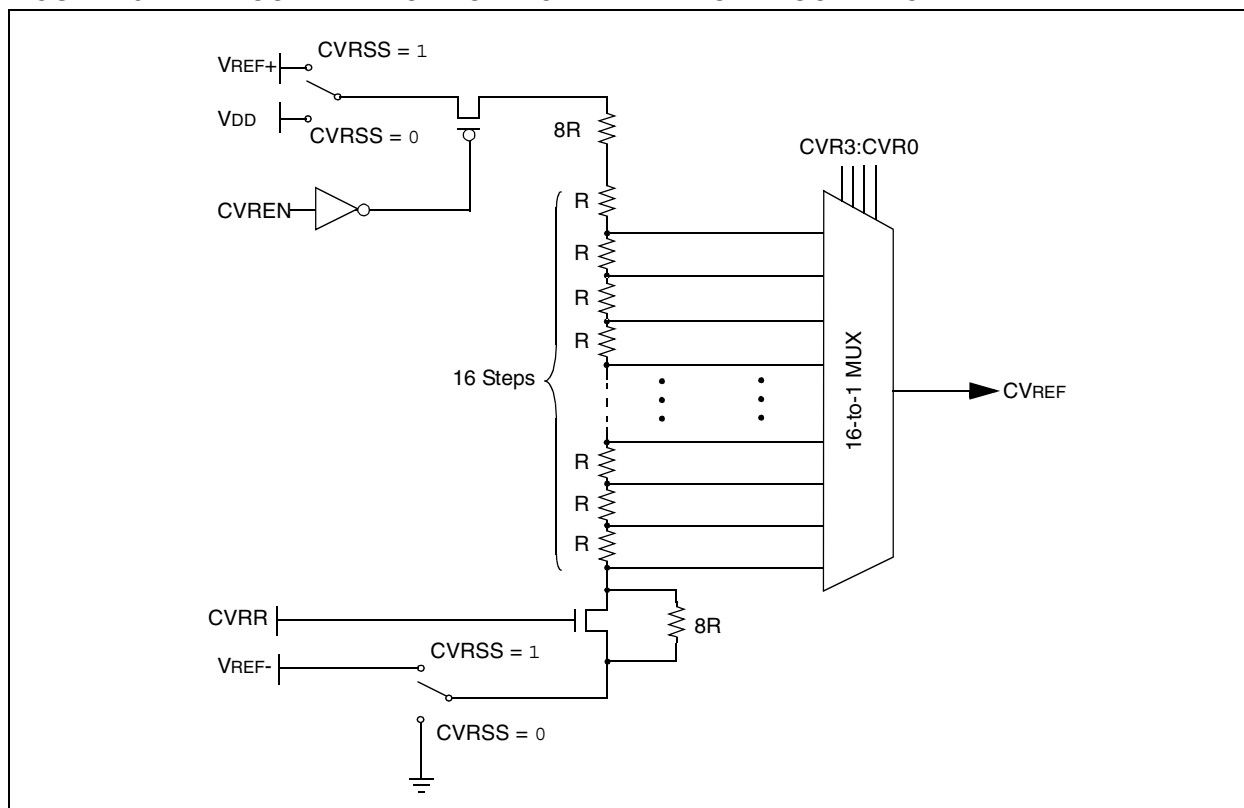 CVRSS = 1
VREF+
VDD
CVRSS = 0
8R
CVR3:CVR0
CVREN
R
R
R
R
16 Steps
16-to-1 MUX
CVREF
R
R
R
CVRR
8R
CVRSS = 1
VREF-
CVRSS = 0